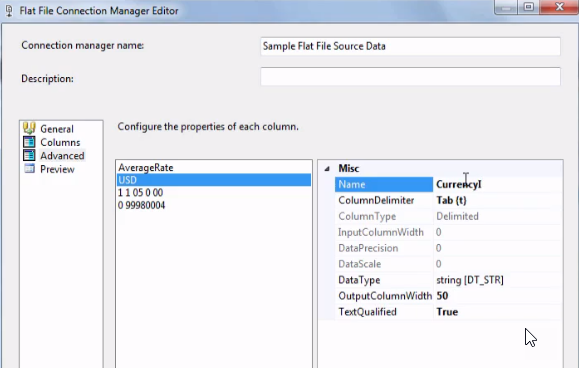 Flat File Connection Manager Editor
Connection manager name: Sample Flat File Source Data
Description:
General
Columns
Advanced
Preview
Configure the properties of each column.
AverageRate
USD
1 1 05 0 00
0 99980004
Misc
Name CurrencyI
ColumnDelimiter Tab {t}
ColumnType Delimited
InputColumnWidth 0
DataPrecision 0
DataScale 0
DataType string [DT_STR]
OutputColumnWidth 50
TextQualified True